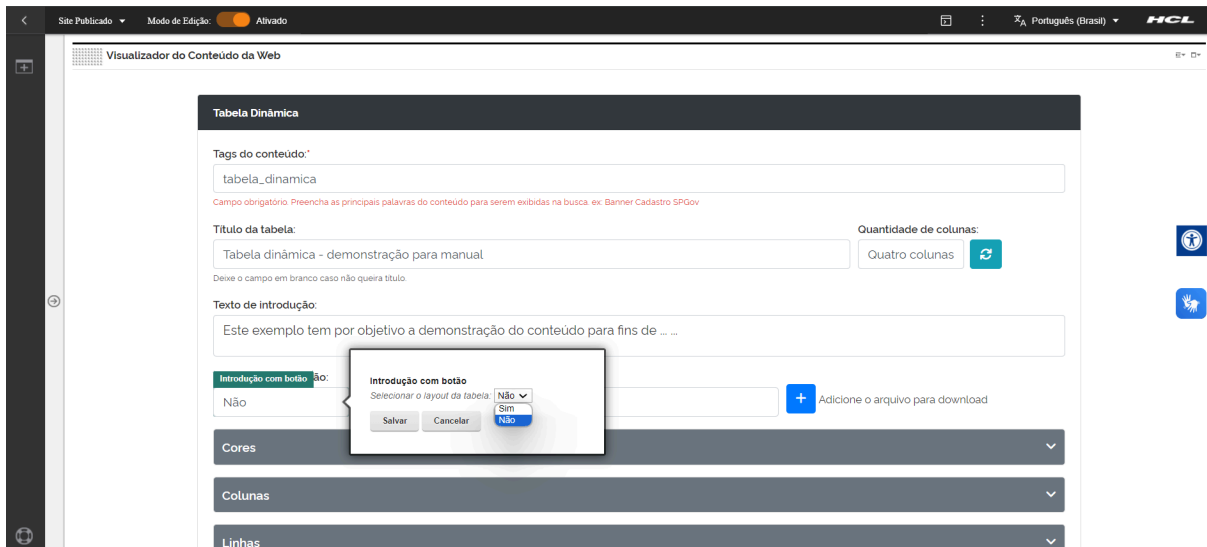 Site Publicado
Modo de Edição:
Ativado
Português (Brasil)
HCL
Visualizador do Conteúdo da Web
Tabela Dinâmica
Tags do conteúdo:*
tabela_dinamica
Campo obrigatório. Preencha as principais palavras do conteúdo para serem exibidas na busca. ex: Banner Cadastro SPGov
Título da tabela:
Quantidade de colunas:
Tabela dinâmica - demonstração para manual
Quatro colunas
Deixe o campo em branco caso não queira título.
Texto de introdução:
Este exemplo tem por objetivo a demonstração do conteúdo para fins de ... ...
Introdução com botão
ão:
Não
Introdução com botão
Selecionar o layout da tabela:
Não
Sim
Não
Salvar
Cancelar
Adicione o arquivo para download
Cores
Colunas
Linhas